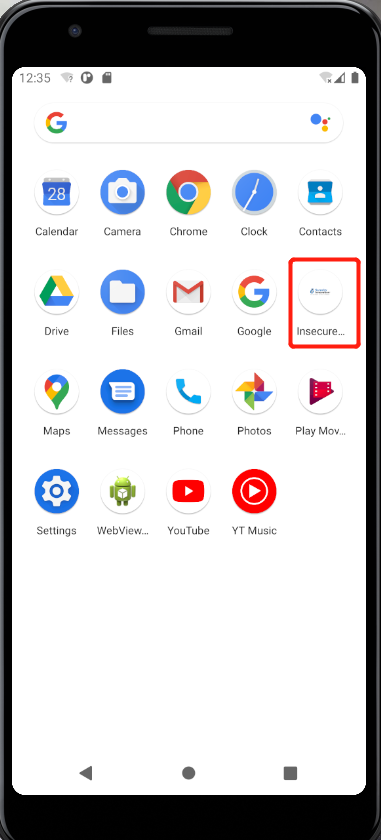 12:35
28
Calendar Camera Chrome Clock Contacts
Drive Files Gmail Google Insecure...
Maps Messages Phone Photos Play Mov...
Settings WebView... YouTube YT Music